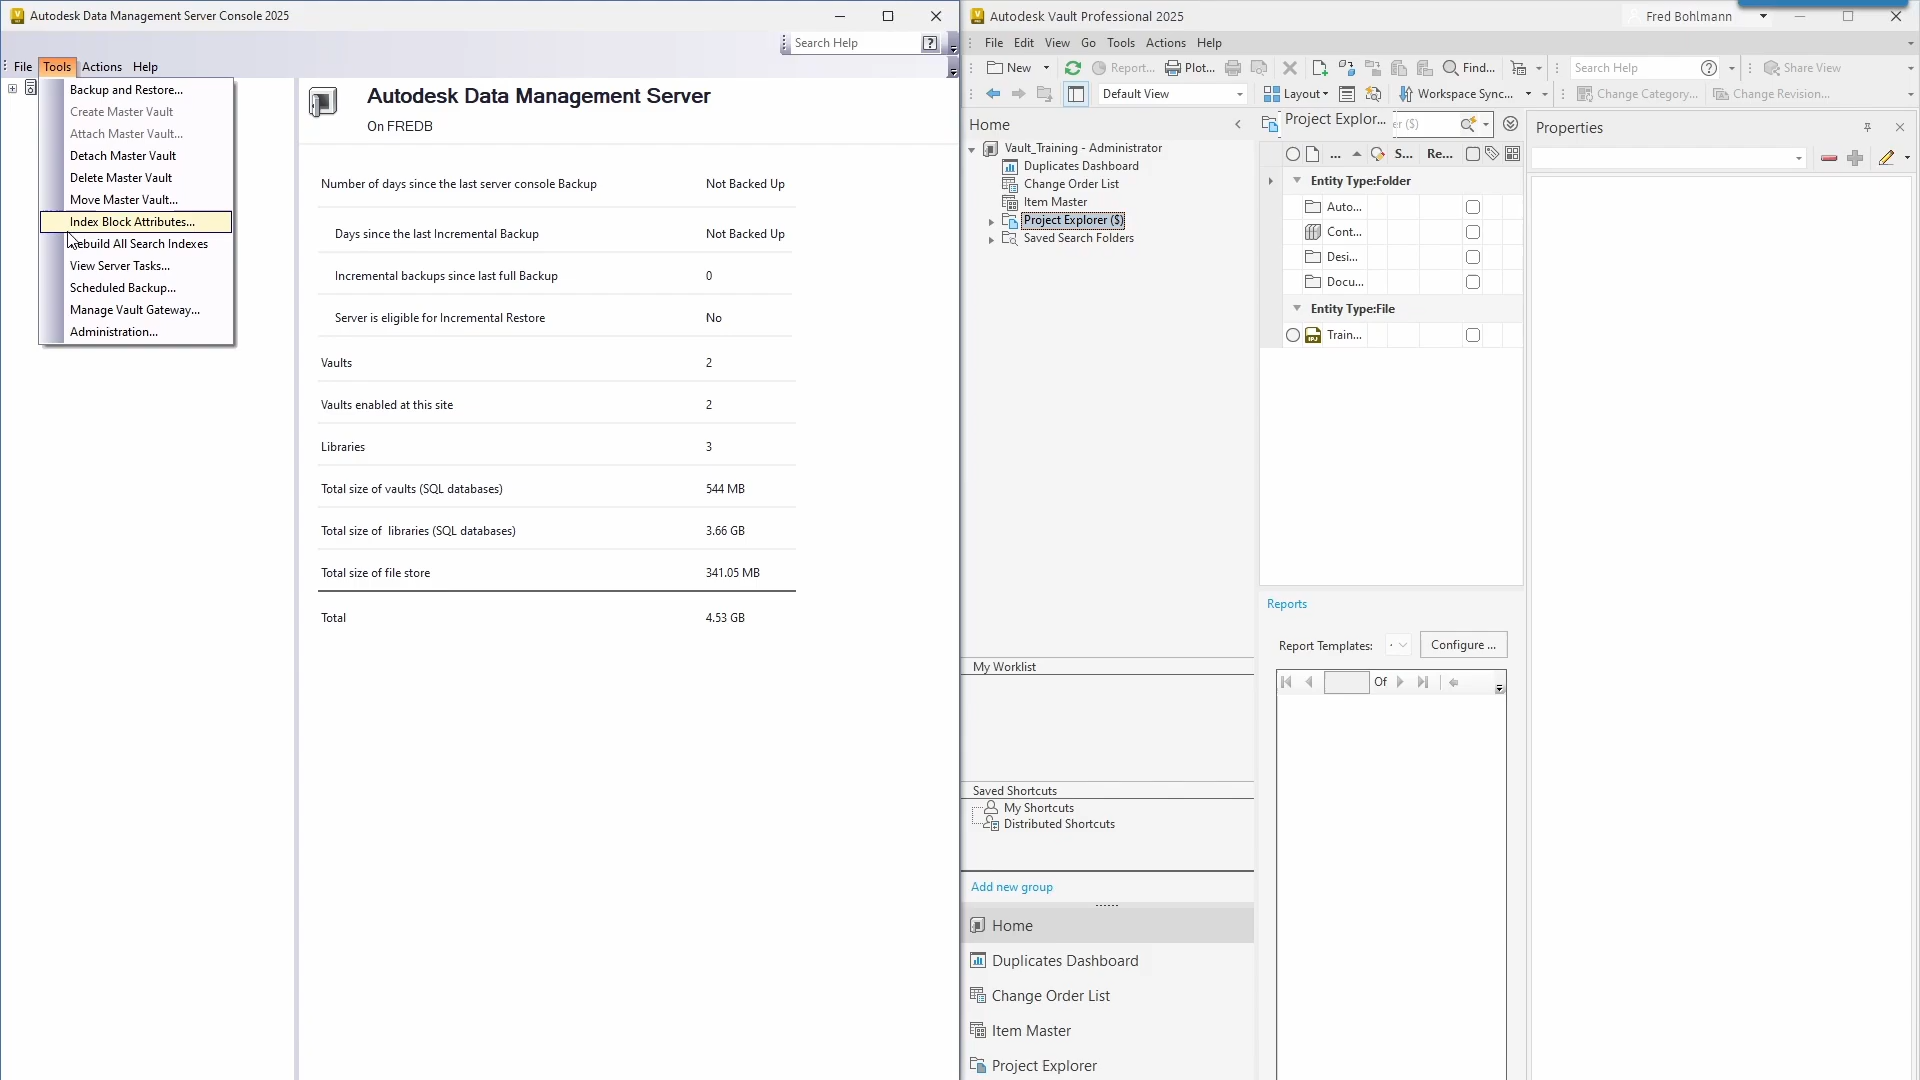 Autodesk Data Management Server Console 2025
Search Help
File Tools Actions Help
Backup and Restore...
Create Master Vault
Attach Master Vault...
Detach Master Vault
Delete Master Vault
Move Master Vault...
Index Block Attributes...
ebuild All Search Indexes
View Server Tasks...
Scheduled Backup...
Manage Vault Gateway...
Administration...
Autodesk Data Management Server
On FREDB
Number of days since the last server console Backup Not Backed Up
Days since the last Incremental Backup Not Backed Up
Incremental backups since last full Backup 0
Server is eligible for Incremental Restore No
Vaults 2
Vaults enabled at this site 2
Libraries 3
Total size of vaults (SQL databases) 544 MB
Total size of libraries (SQL databases) 3.66 GB
Total size of file store 341.05 MB
Total 4.53 GB
Autodesk Vault Professional 2025 Fred Bohlmann
File Edit View Go Tools Actions Help
New Report... Plot... Find... Search Help Share View
Default View Layout Workspace Sync... Change Category... Change Revision...
Home
Vault_Training - Administrator
Duplicates Dashboard
Change Order List
Item Master
Project Explorer ($)
Saved Search Folders
My Worklist
Saved Shortcuts
My Shortcuts
Distributed Shortcuts
Add new group
Home
Duplicates Dashboard
Change Order List
Item Master
Project Explorer
Project Explor... er ($)
... S... Re...
Entity Type:Folder
Auto...
Cont...
Desi...
Docu...
Entity Type:File
Train...
Reports
Report Templates: Configure ...
Of
Properties